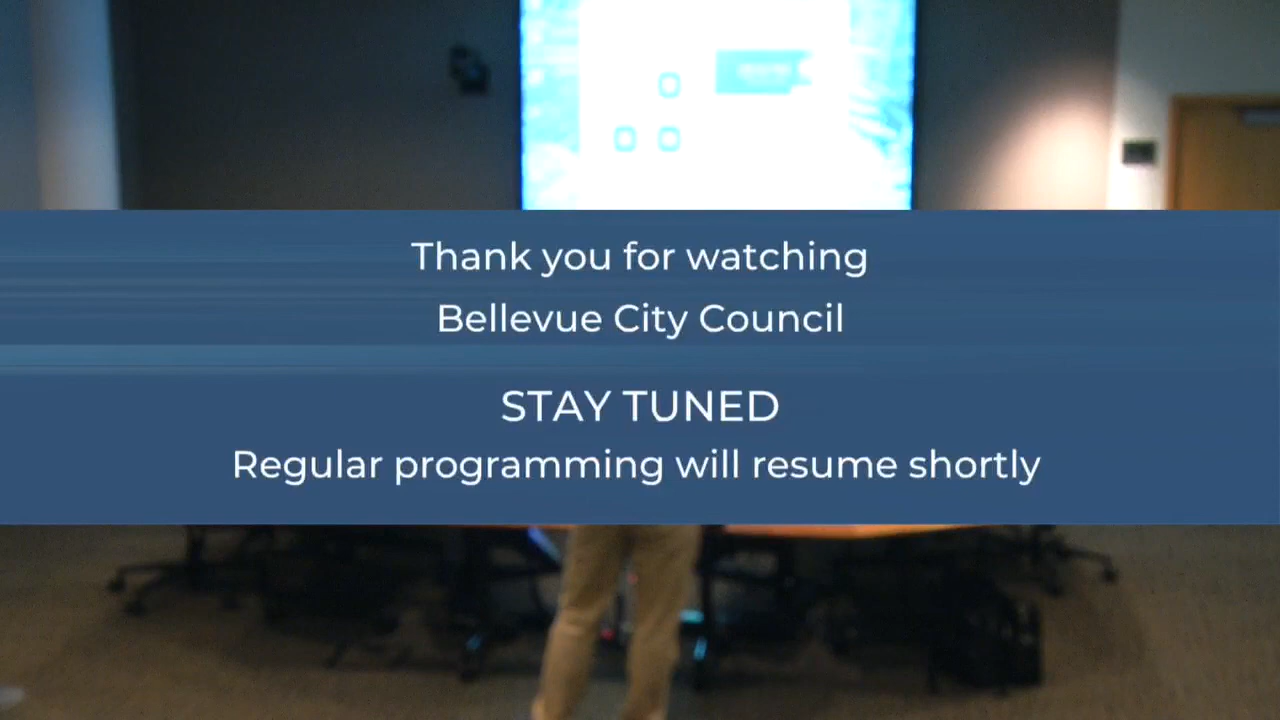 Thank you for watching
Bellevue City Council
STAY TUNED
Regular programming will resume shortly